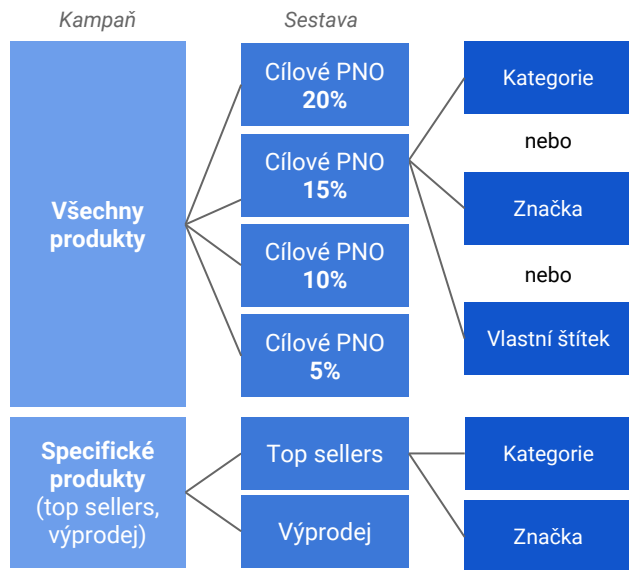 Kampaň
Sestava
Všechny
produkty
Cílové PNO
20%
Cílové PNO
15%
Cílové PNO
10%
Cílové PNO
5%
Kategorie
nebo
Značka
nebo
Vlastní štítek
Specifické
produkty
(top sellers,
výprodej)
Top sellers
Výprodej
Kategorie
Značka